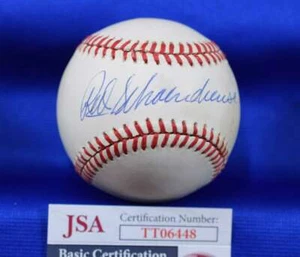 Red Schoendienst
JSA
Certification Number:
TT06448
Basic Certification